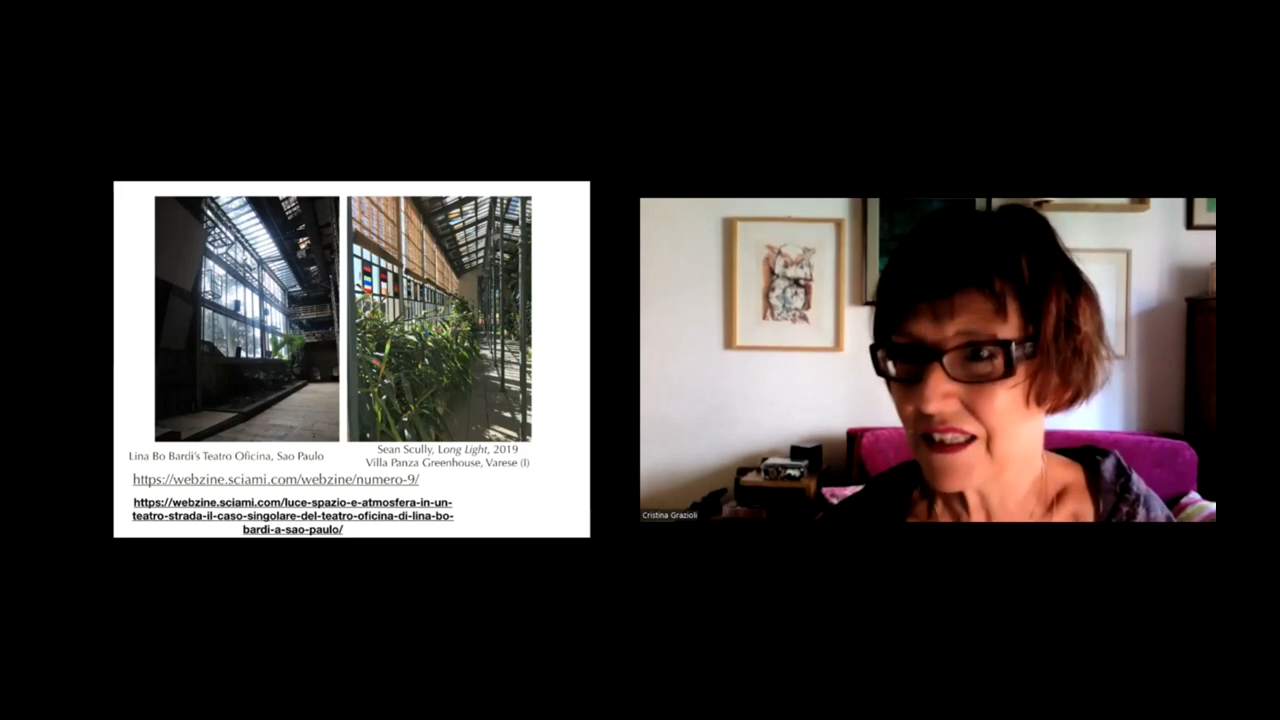 Lina Bo Bardi's Teatro Oficina, Sao Paulo
Sean Scully, Long Light, 2019
Villa Panza Greenhouse, Varese (I)
https://webzine.sciami.com/webzine/numero-9/
https://webzine.sciami.com/luce-spazio-e-atmosfera-in-un-
teatro-strada-il-caso-singolare-del-teatro-oficina-di-lina-bo-
bardi-a-sao-paulo/
Cristina Grazioli